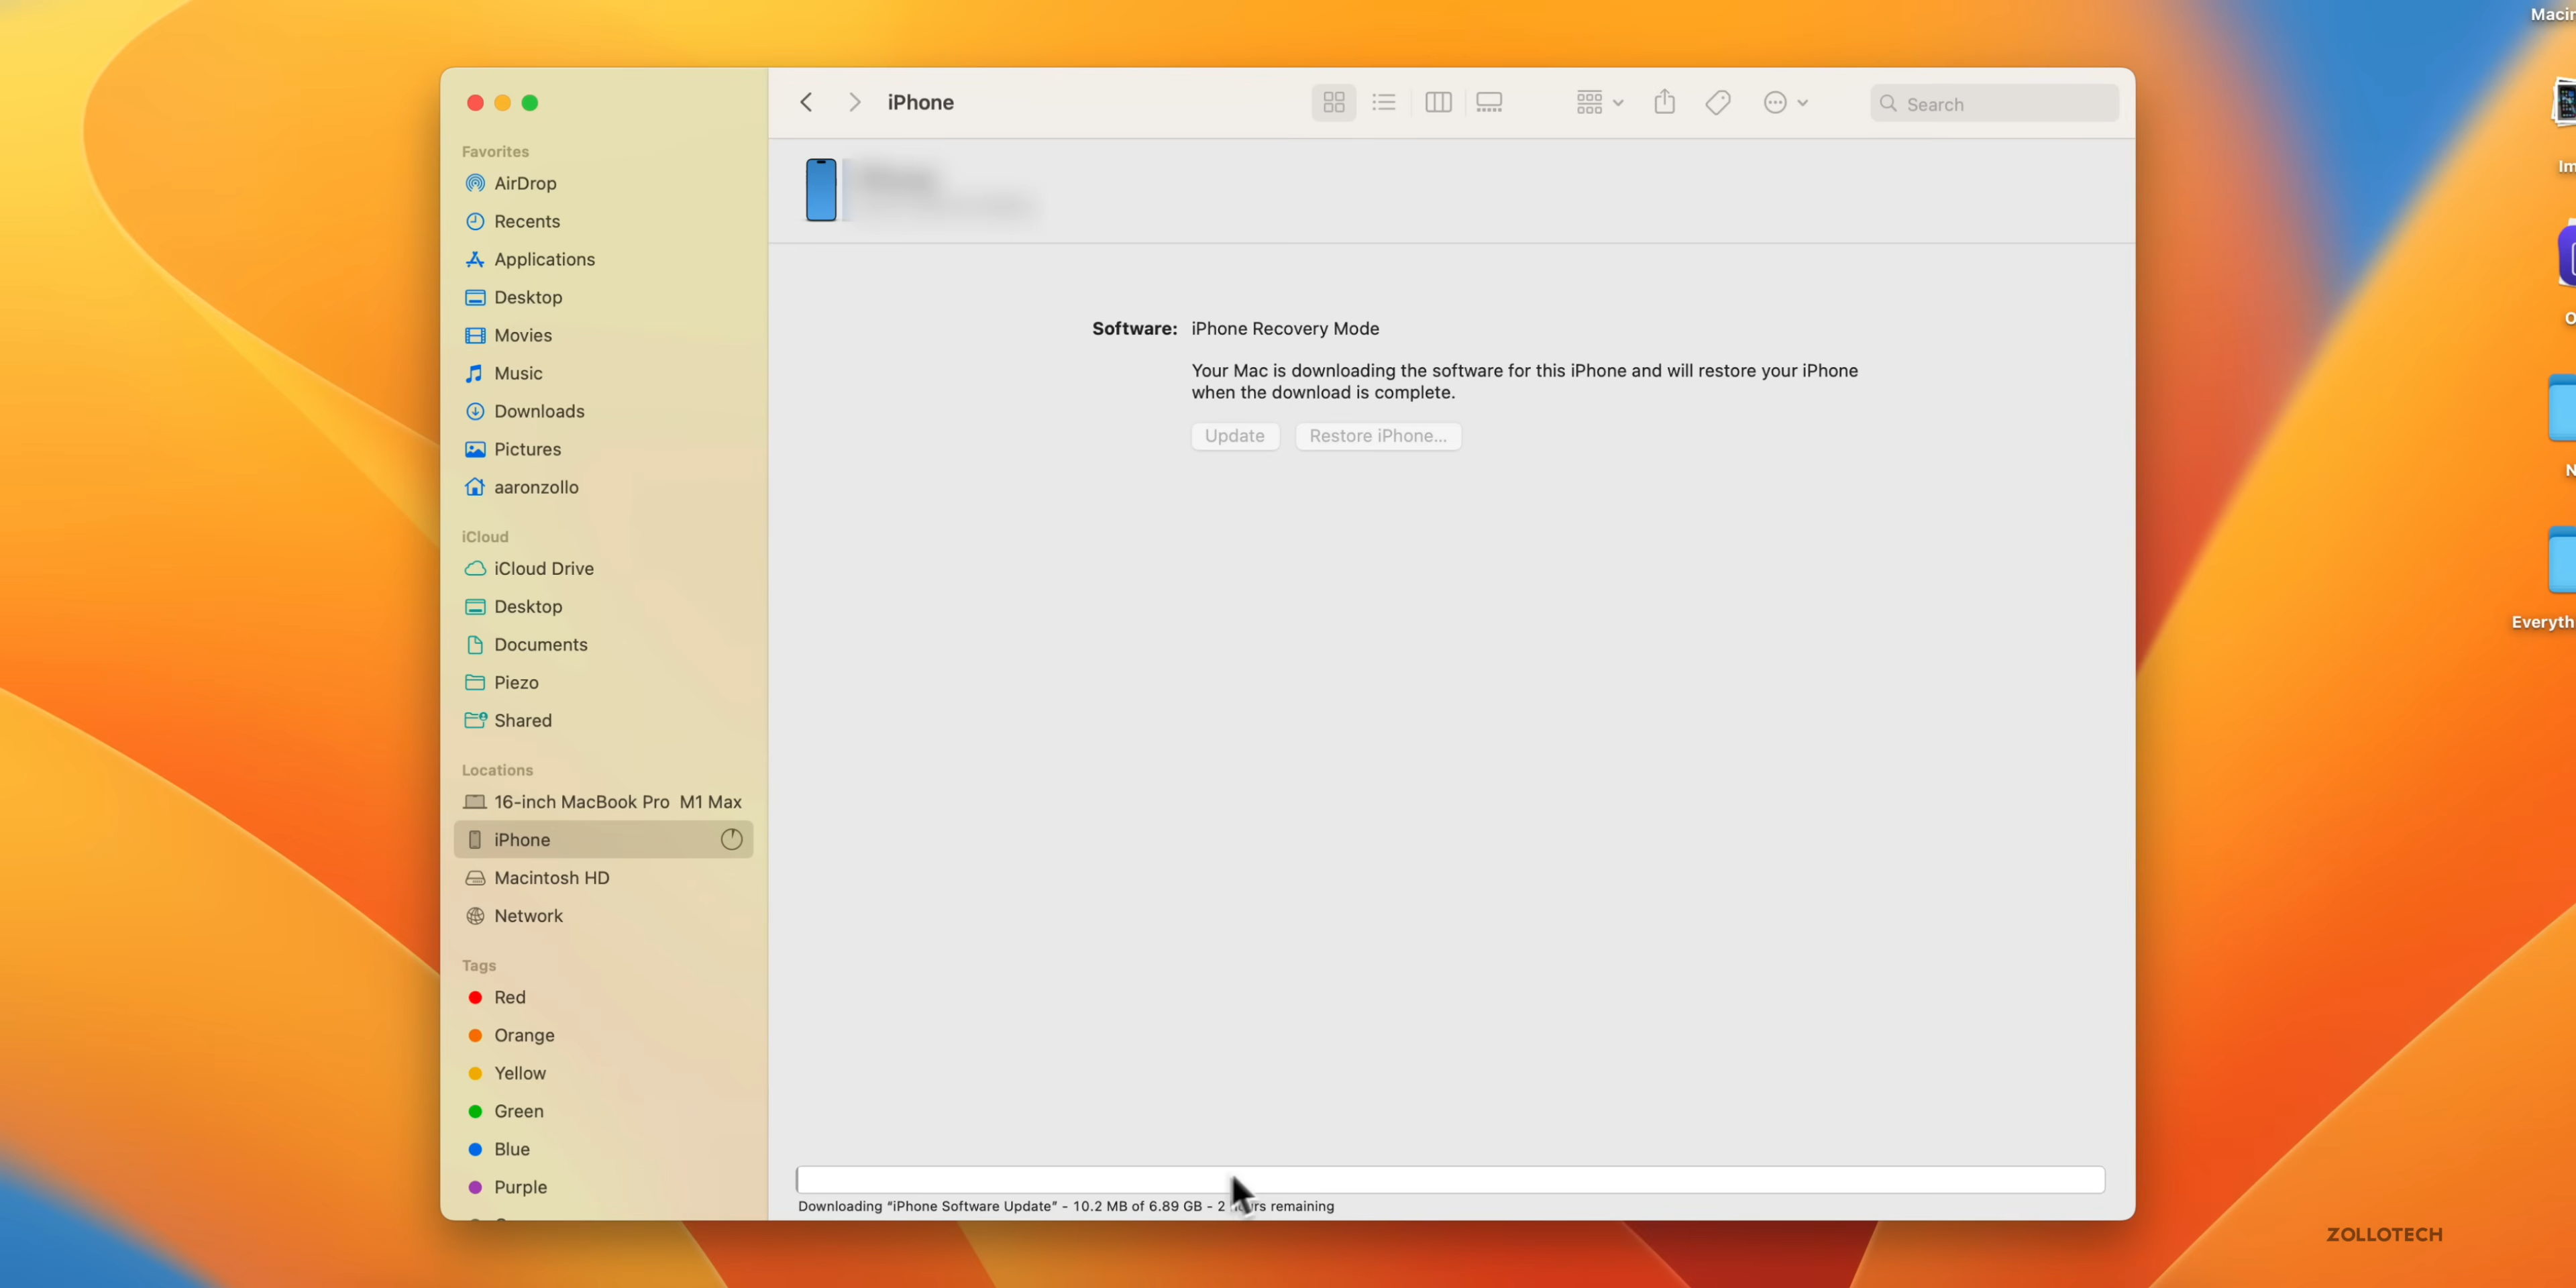 Macin
iPhone
Search
Favorites
AirDrop
Recents
Applications
Desktop
Movies
Music
Downloads
Pictures
aaronzollo
iCloud
iCloud Drive
Desktop
Documents
Piezo
Shared
Locations
16-inch MacBook Pro M1 Max
iPhone
Macintosh HD
Network
Tags
Red
Orange
Yellow
Green
Blue
Purple
Software: iPhone Recovery Mode
Your Mac is downloading the software for this iPhone and will restore your iPhone
when the download is complete.
Update
Restore iPhone...
Downloading “iPhone Software Update” - 10.2 MB of 6.89 GB - 2 remaining
Im
O
N
Everyth
ZOLLOTECH